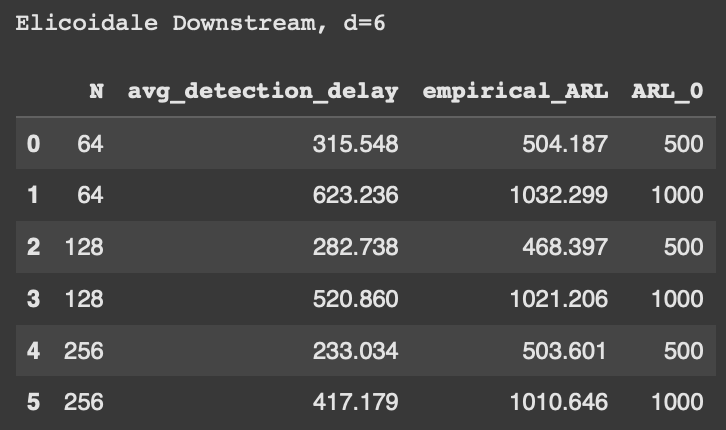 Elicoidale Downstream, d=6
N avg_detection_delay empirical_ARL ARL_0
0 64 315.548 504.187 500
1 64 623.236 1032.299 1000
2 128 282.738 468.397 500
3 128 520.860 1021.206 1000
4 256 233.034 503.601 500
5 256 417.179 1010.646 1000